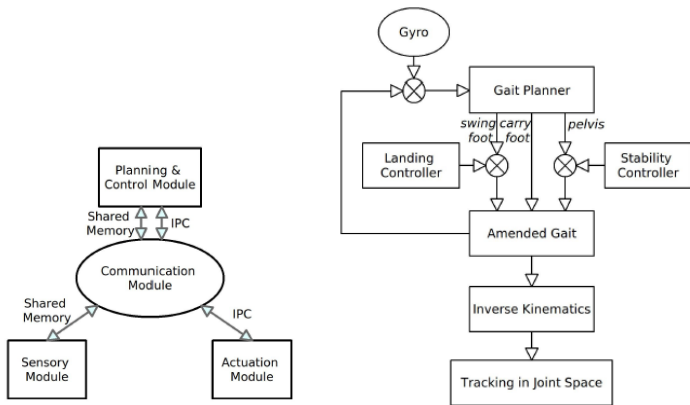 Planning &
Control Module
Shared
Memory
IPC
Communication
Module
Shared
Memory
IPC
Sensory
Module
Actuation
Module
Gyro
Gait Planner
swing
foot
carry
foot
pelvis
Landing
Controller
Stability
Controller
Amended Gait
Inverse Kinematics
Tracking in Joint Space